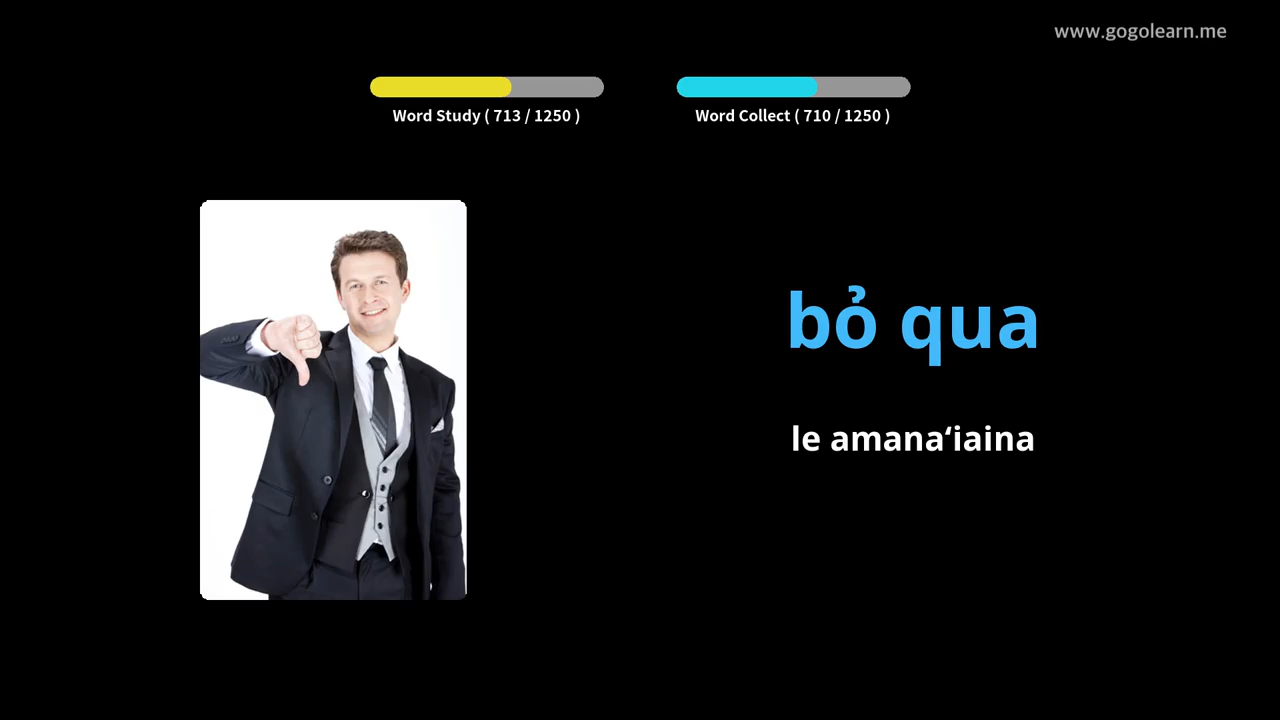 www.gogolearn.me
Word Study ( 713 / 1250 )
Word Collect ( 710 / 1250 )
bỏ qua
le amanaʻiaina